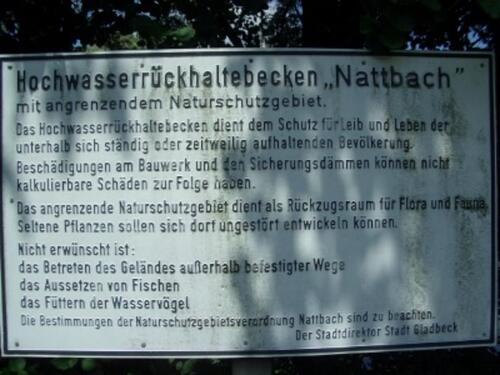 Hochwasserrückhaltebecken „Nattbach"
mit angrenzendem Naturschutzgebiet.
Das Hochwasserrückhaltebecken dient dem Schutz für Leib und Leben der
unterhalb sich ständig oder zeitweilig aufhaltenden Bevölkerung.
Beschädigungen am Bauwerk und den Sicherungsdämmen können nicht
kalkulierbare Schäden zur Folge haben.
Das angrenzende Naturschutzgebiet dient als Rückzugsraum für Flora und Fauna.
Seltene Pflanzen sollen sich dort ungestört entwickeln können.
Nicht erwünscht ist:
das Betreten des Geländes außerhalb befestigter Wege
das Aussetzen von Fischen
das Füttern der Wasservögel
Die Bestimmungen der Naturschutzgebietsverordnung Nattbach sind zu beachten.
Der Stadtdirektor Stadt Gladbeck